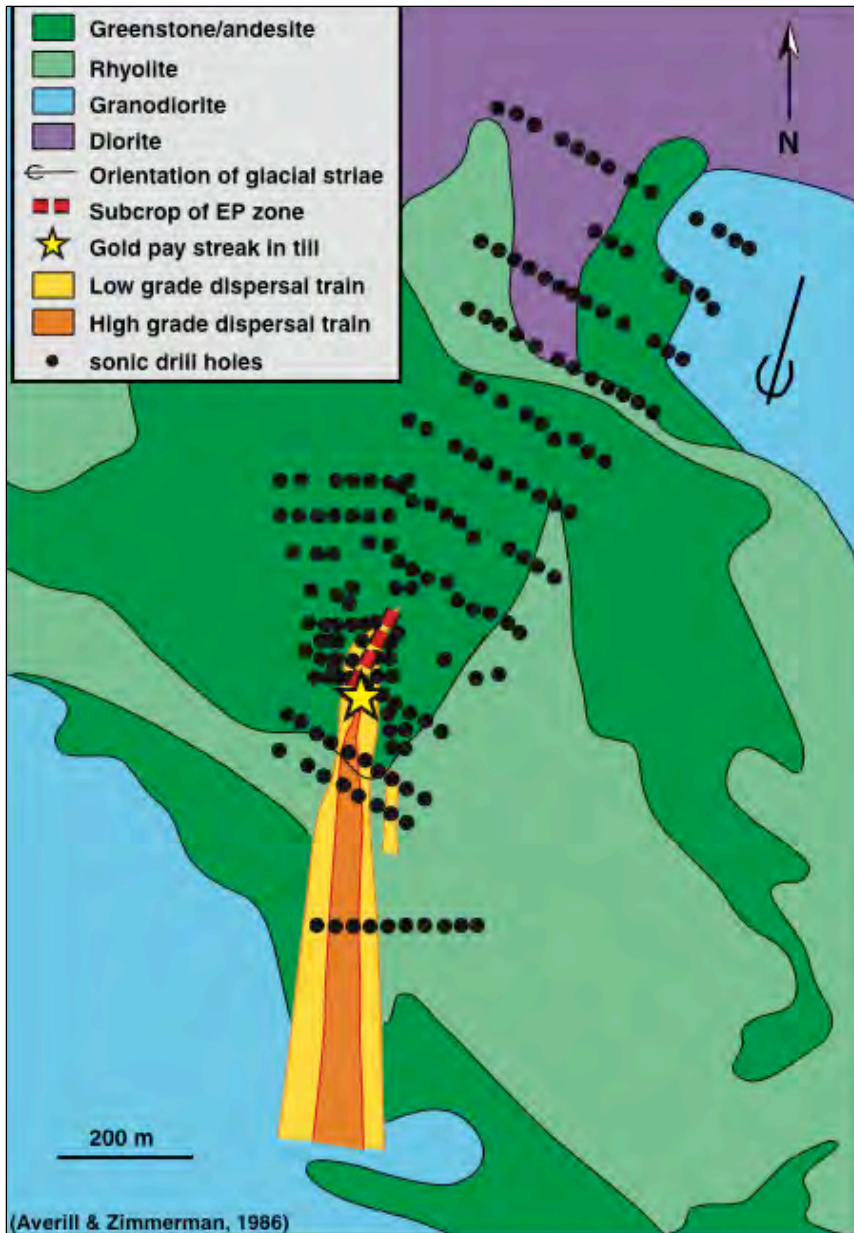 Greenstone/andesite
Rhyolite
Granodiorite
Diorite
Orientation of glacial striae
Subcrop of EP zone
Gold pay streak in till
Low grade dispersal train
High grade dispersal train
sonic drill holes
N
200 m
(Averill & Zimmerman, 1986)